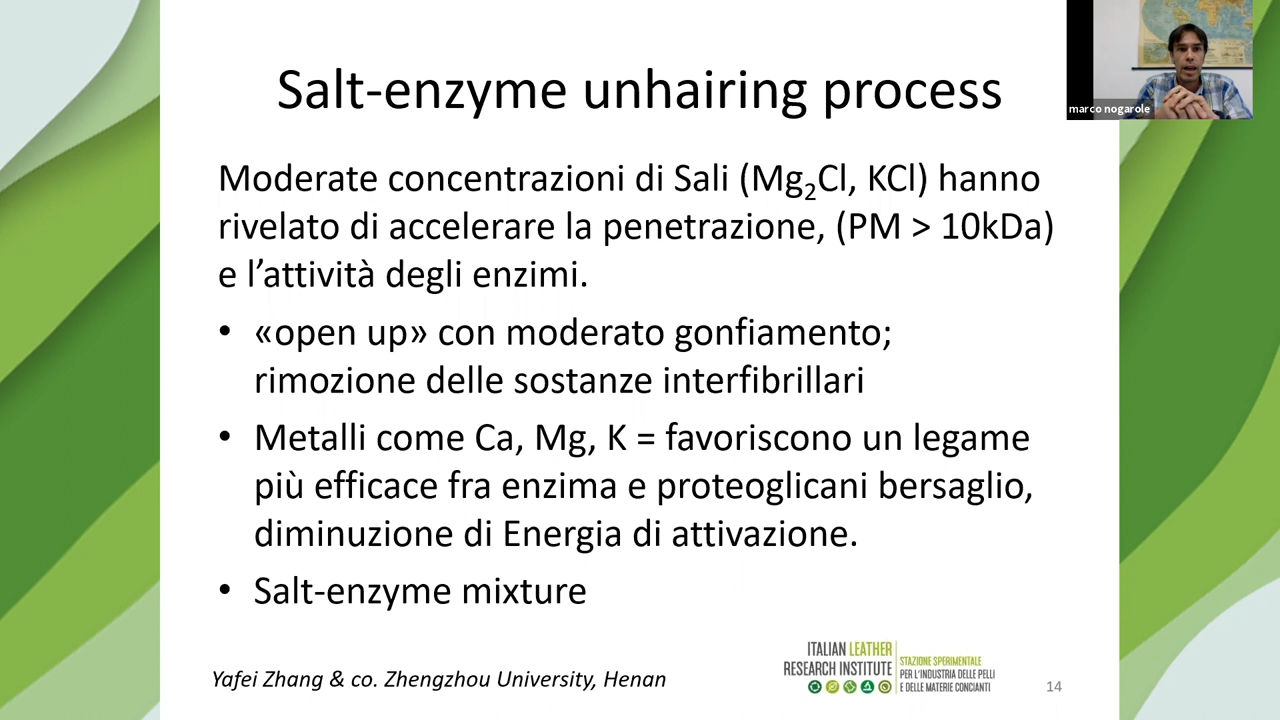 Salt-enzyme unhairing process
marco nogarole
Moderate concentrazioni di Sali (Mg₂Cl, KCl) hanno
rivelato di accelerare la penetrazione, (PM > 10kDa)
e l’attività degli enzimi.
• «open up» con moderato gonfiamento;
rimozione delle sostanze interfibrillari
• Metalli come Ca, Mg, K = favoriscono un legame
più efficace fra enzima e proteoglicani bersaglio,
diminuzione di Energia di attivazione.
• Salt-enzyme mixture
Yafei Zhang & co. Zhengzhou University, Henan
ITALIAN LEATHER
RESEARCH INSTITUTE
STAZIONE SPERIMENTALE
PER L'INDUSTRIA DELLE PELLI
E DELLE MATERIE CONCIANTI
14